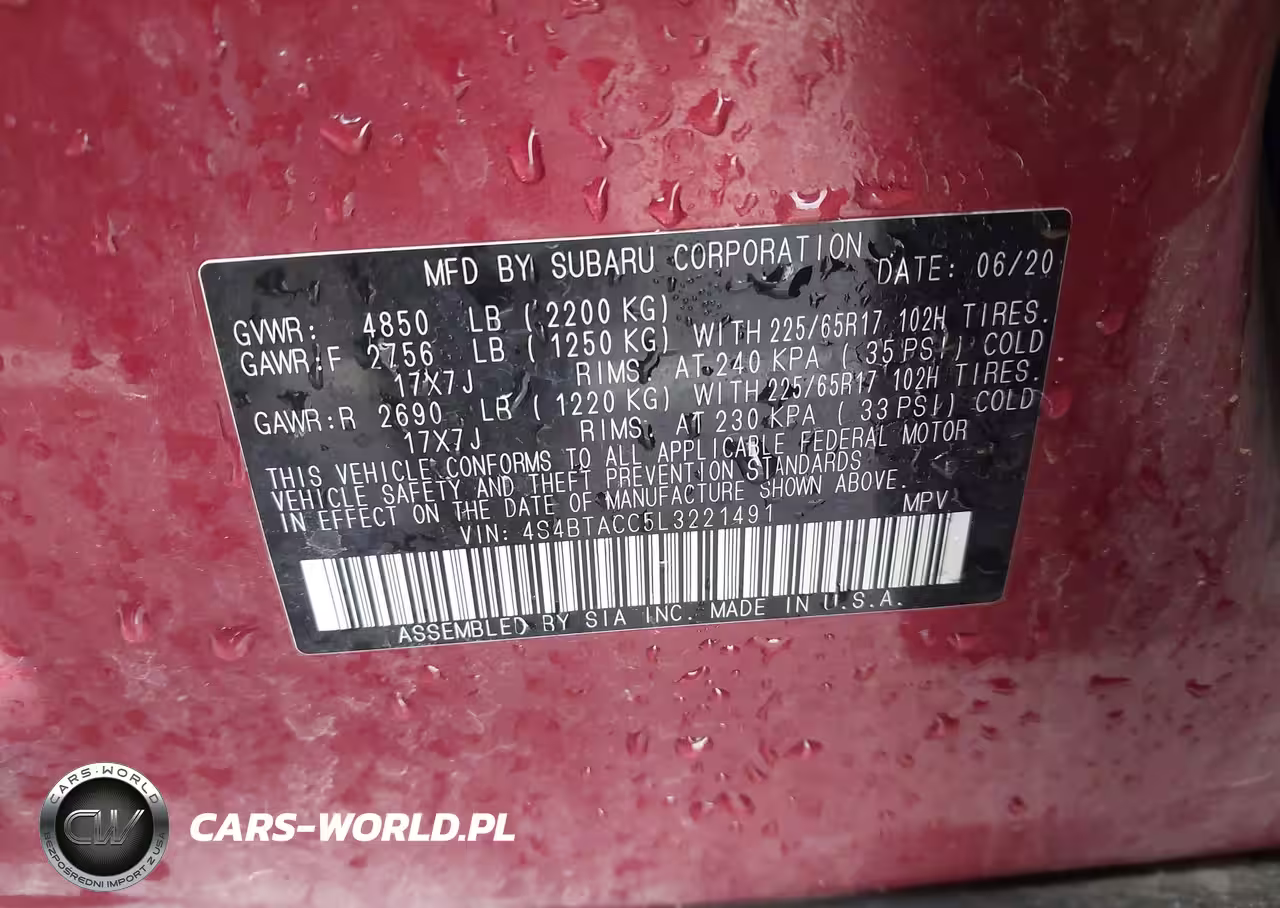 MFD BY SUBARU CORPORATION DATE: 06/20
GVWR: 4850 LB ( 2200 KG)
GAWR:F 2756 LB ( 1250 KG) WITH 225/65R17 102H TIRES.
17X7J RIMS, AT 240 KPA ( 35 PSI) COLD
GAWR:R 2690 LB ( 1220 KG) WITH 225/65R17 102H TIRES.
17X7J RIMS, AT 230 KPA ( 33 PSI) COLD
THIS VEHICLE CONFORMS TO ALL APPLICABLE FEDERAL MOTOR
VEHICLE SAFETY AND THEFT PREVENTION STANDARDS
IN EFFECT ON THE DATE OF MANUFACTURE SHOWN ABOVE.
VIN: 4S4BTACC5L3221491 MPV
ASSEMBLED BY SIA INC. MADE IN U.S.A.
CARS-WORLD
CW
BEZPOŚREDNI IMPORT Z USA
CARS-WORLD.PL